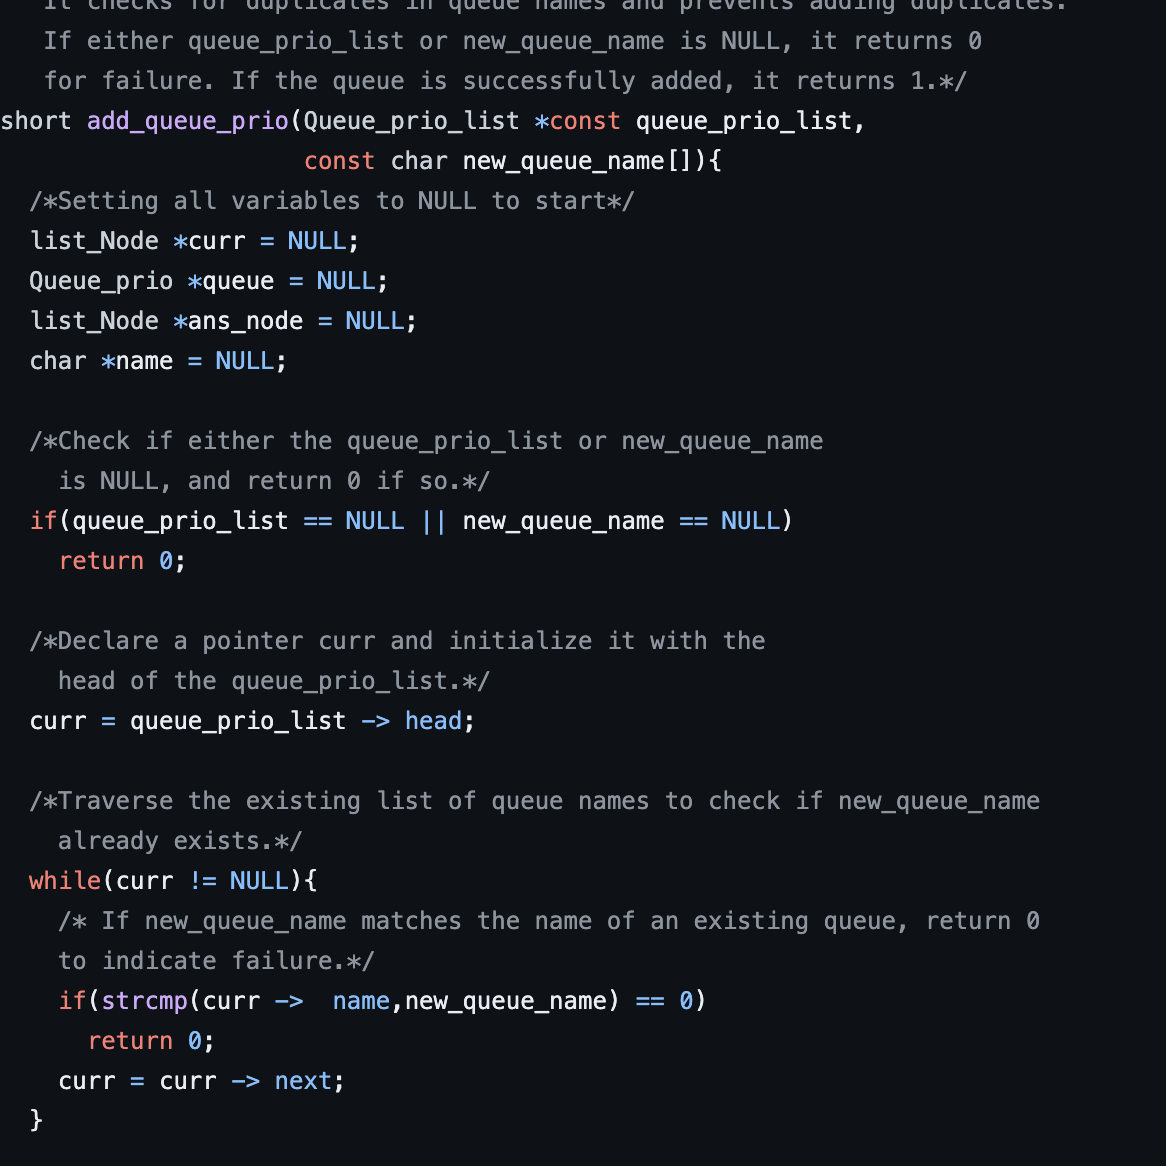 It checks for duplicates in queue names and prevents adding duplicates.
If either queue_prio_list or new_queue_name is NULL, it returns 0
for failure. If the queue is successfully added, it returns 1.*/
short add_queue_prio(Queue_prio_list *const queue_prio_list,
                     const char new_queue_name[]){
  /*Setting all variables to NULL to start*/
  list_Node *curr = NULL;
  Queue_prio *queue = NULL;
  list_Node *ans_node = NULL;
  char *name = NULL;

  /*Check if either the queue_prio_list or new_queue_name
    is NULL, and return 0 if so.*/
  if(queue_prio_list == NULL || new_queue_name == NULL)
    return 0;

  /*Declare a pointer curr and initialize it with the
    head of the queue_prio_list.*/
  curr = queue_prio_list -> head;

  /*Traverse the existing list of queue names to check if new_queue_name
    already exists.*/
  while(curr != NULL){
    /* If new_queue_name matches the name of an existing queue, return 0
    to indicate failure.*/
    if(strcmp(curr ->  name,new_queue_name) == 0)
      return 0;
    curr = curr -> next;
  }